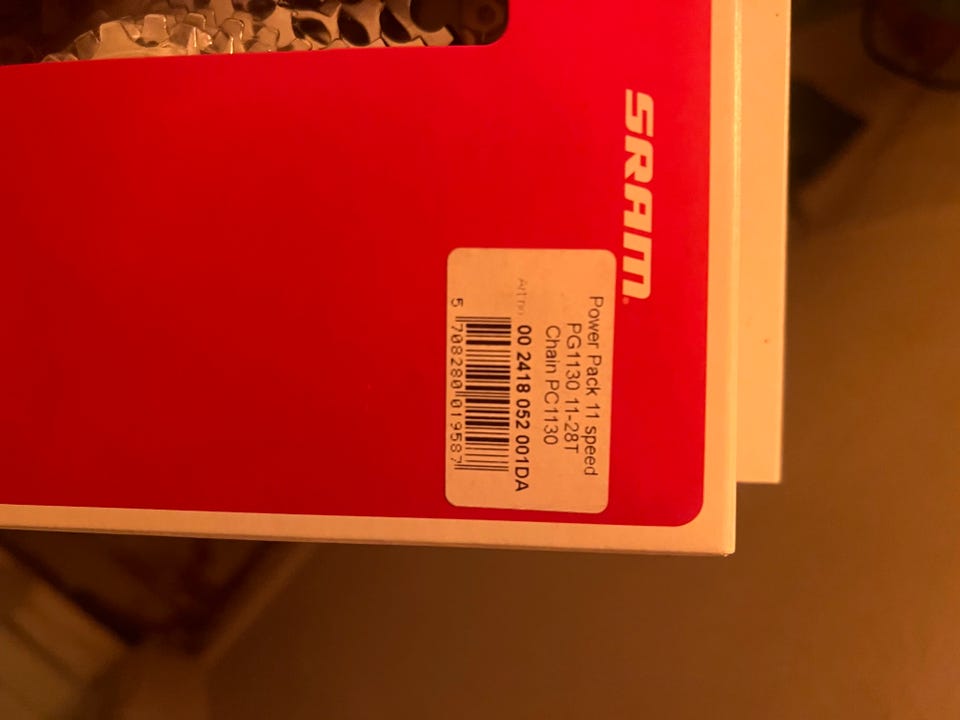 SRAM
Power Pack 11 speed
PG1130 11-28T
Chain PC1130
Art no. 00 2418 052 001DA
5 708280 019587